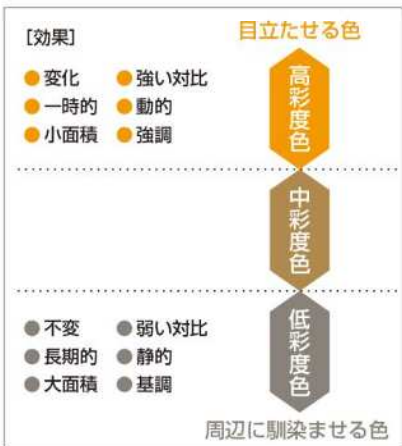 [効果]
目立たせる色
●変化 ●強い対比
●一時的 ●動的
●小面積 ●強調
高彩度色
中彩度色
●不変 ●弱い対比
●長期的 ●静的
●大面積 ●基調
低彩度色
周辺に馴染ませる色